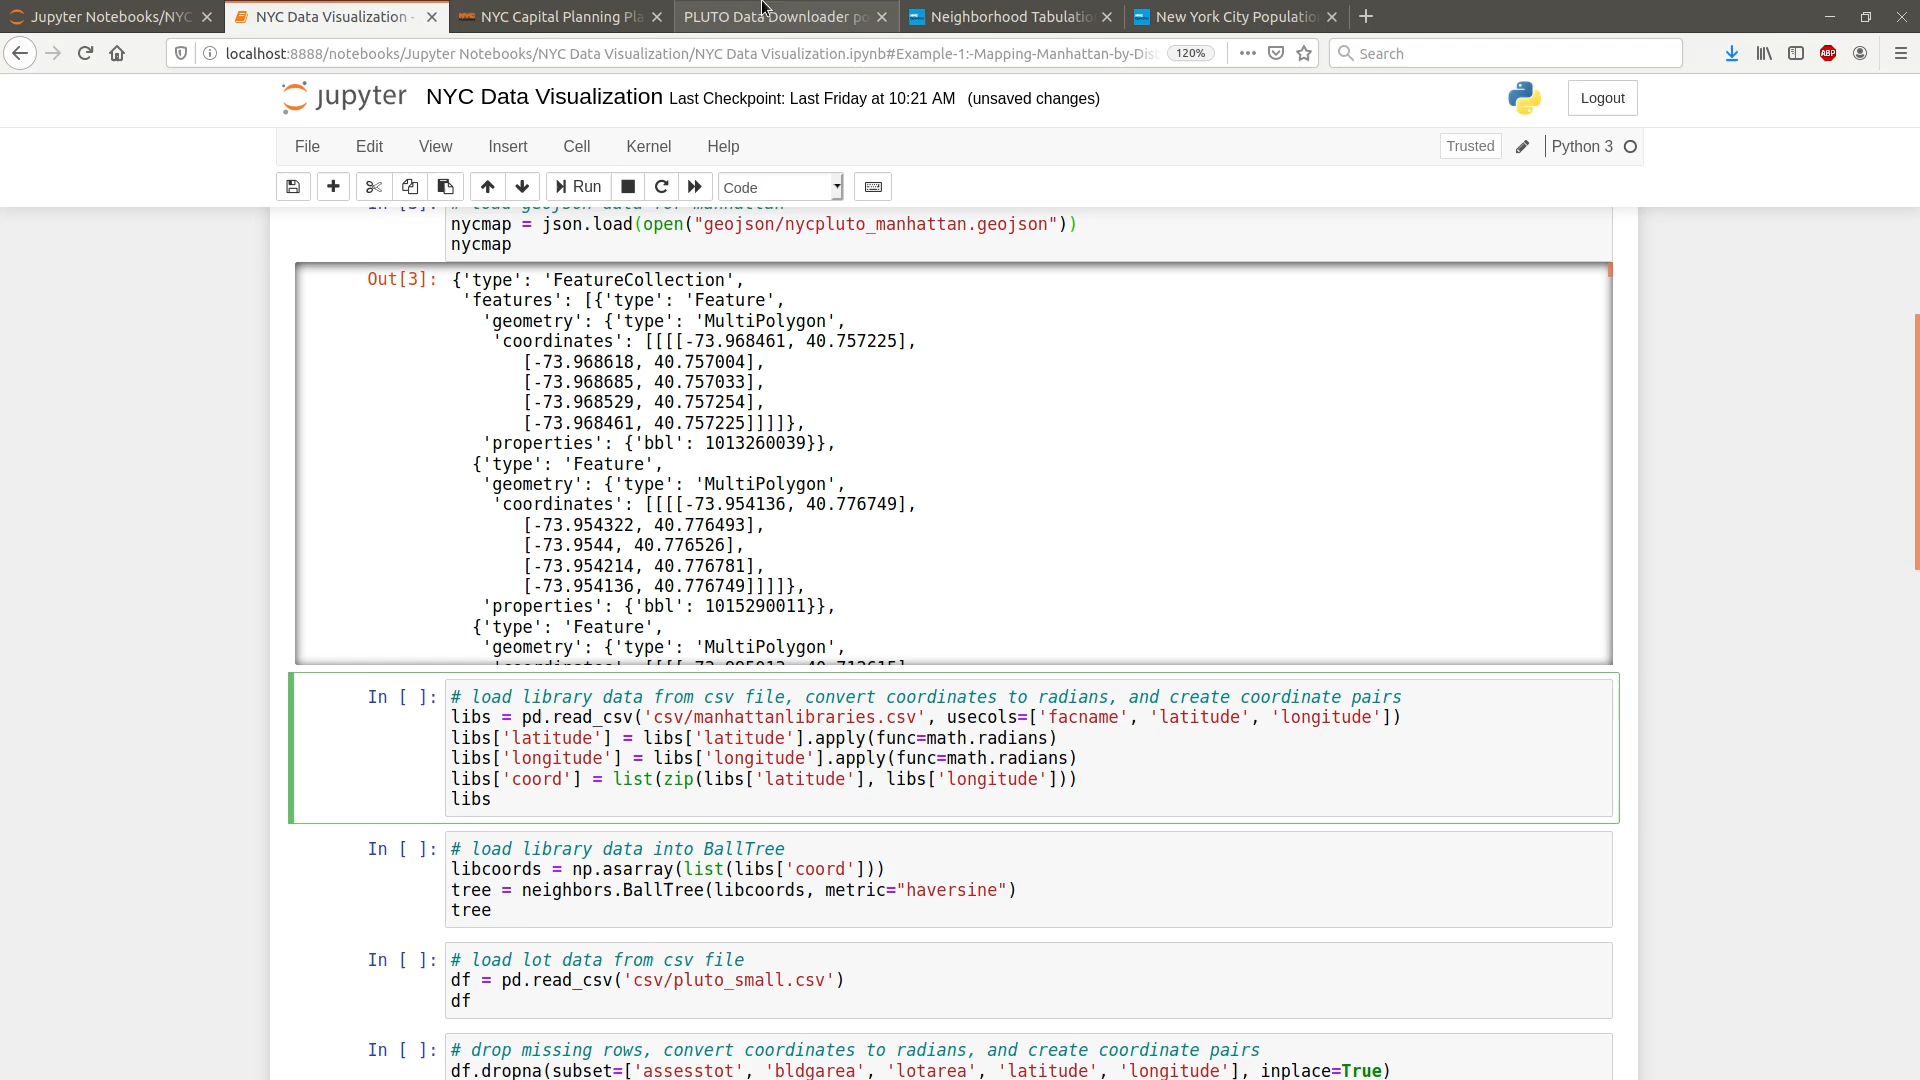 Jupyter Notebooks/NYC
NYC Data Visualization -
NYC Capital Planning Pla
PLUTO Data Downloader po
Neighborhood Tabulatio
New York City Populatio
localhost:8888/notebooks/Jupyter Notebooks/NYC Data Visualization/NYC Data Visualization.ipynb#Example-1:-Mapping-Manhattan-by-Dist
120%
Search
ABP
jupyter NYC Data Visualization Last Checkpoint: Last Friday at 10:21 AM (unsaved changes)
Logout
File Edit View Insert Cell Kernel Help
Trusted
Python 3
Run
Code
In [3]: # load geojson data for manhattan
nycmap = json.load(open("geojson/nycpluto_manhattan.geojson"))
nycmap
Out[3]: {'type': 'FeatureCollection',
'features': [{'type': 'Feature',
'geometry': {'type': 'MultiPolygon',
'coordinates': [[[[-73.968461, 40.757225],
[-73.968618, 40.757004],
[-73.968685, 40.757033],
[-73.968529, 40.757254],
[-73.968461, 40.757225]]]]},
'properties': {'bbl': 1013260039}},
{'type': 'Feature',
'geometry': {'type': 'MultiPolygon',
'coordinates': [[[[-73.954136, 40.776749],
[-73.954322, 40.776493],
[-73.9544, 40.776526],
[-73.954214, 40.776781],
[-73.954136, 40.776749]]]]},
'properties': {'bbl': 1015290011}},
{'type': 'Feature',
'geometry': {'type': 'MultiPolygon',
In [ ]: # load library data from csv file, convert coordinates to radians, and create coordinate pairs
libs = pd.read_csv('csv/manhattanlibraries.csv', usecols=['facname', 'latitude', 'longitude'])
libs['latitude'] = libs['latitude'].apply(func=math.radians)
libs['longitude'] = libs['longitude'].apply(func=math.radians)
libs['coord'] = list(zip(libs['latitude'], libs['longitude']))
libs
In [ ]: # load library data into BallTree
libcoords = np.asarray(list(libs['coord']))
tree = neighbors.BallTree(libcoords, metric="haversine")
tree
In [ ]: # load lot data from csv file
df = pd.read_csv('csv/pluto_small.csv')
df
In [ ]: # drop missing rows, convert coordinates to radians, and create coordinate pairs
df.dropna(subset=['assesstot', 'bldgarea', 'lotarea', 'latitude', 'longitude'], inplace=True)